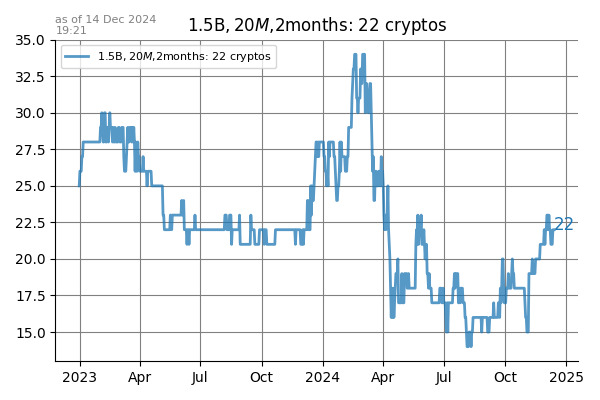 as of 14 Dec 2024
19:21
1.5B, 20M,2months: 22 cryptos
1.5B, 20M,2months: 22 cryptos
35.0
32.5
30.0
27.5
25.0
22.5
20.0
17.5
15.0
22
2023 Apr Jul Oct 2024 Apr Jul Oct 2025